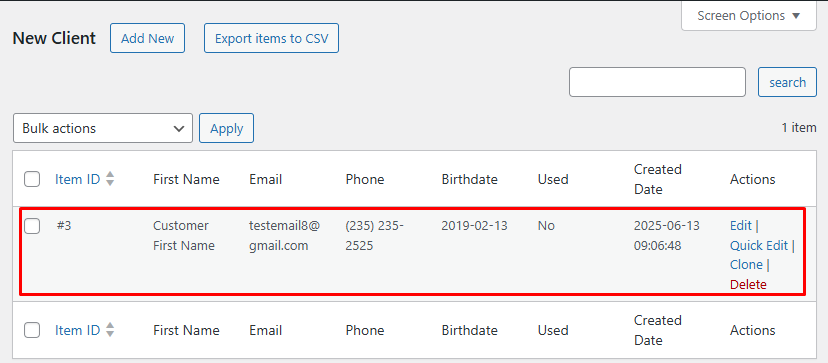 Screen Options ▼
New Client Add New Export items to CSV
search
Bulk actions Apply 1 item
Item ID First Name Email Phone Birthdate Used Created Date Actions
#3 Customer First Name testemail8@gmail.com (235) 235-2525 2019-02-13 No 2025-06-13 09:06:48 Edit | Quick Edit | Clone | Delete
Item ID First Name Email Phone Birthdate Used Created Date Actions